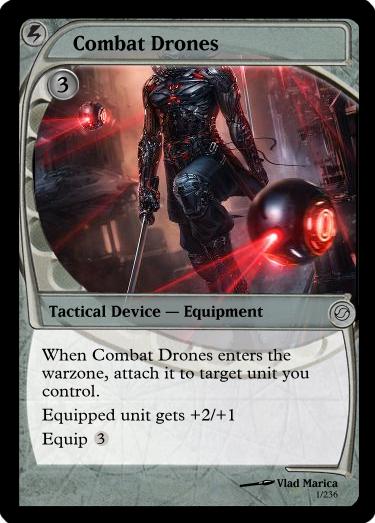 Combat Drones
3
Tactical Device — Equipment
When Combat Drones enters the
warzone, attach it to target unit you
control.
Equipped unit gets +2/+1
Equip 3
Vlad Marica
1/236